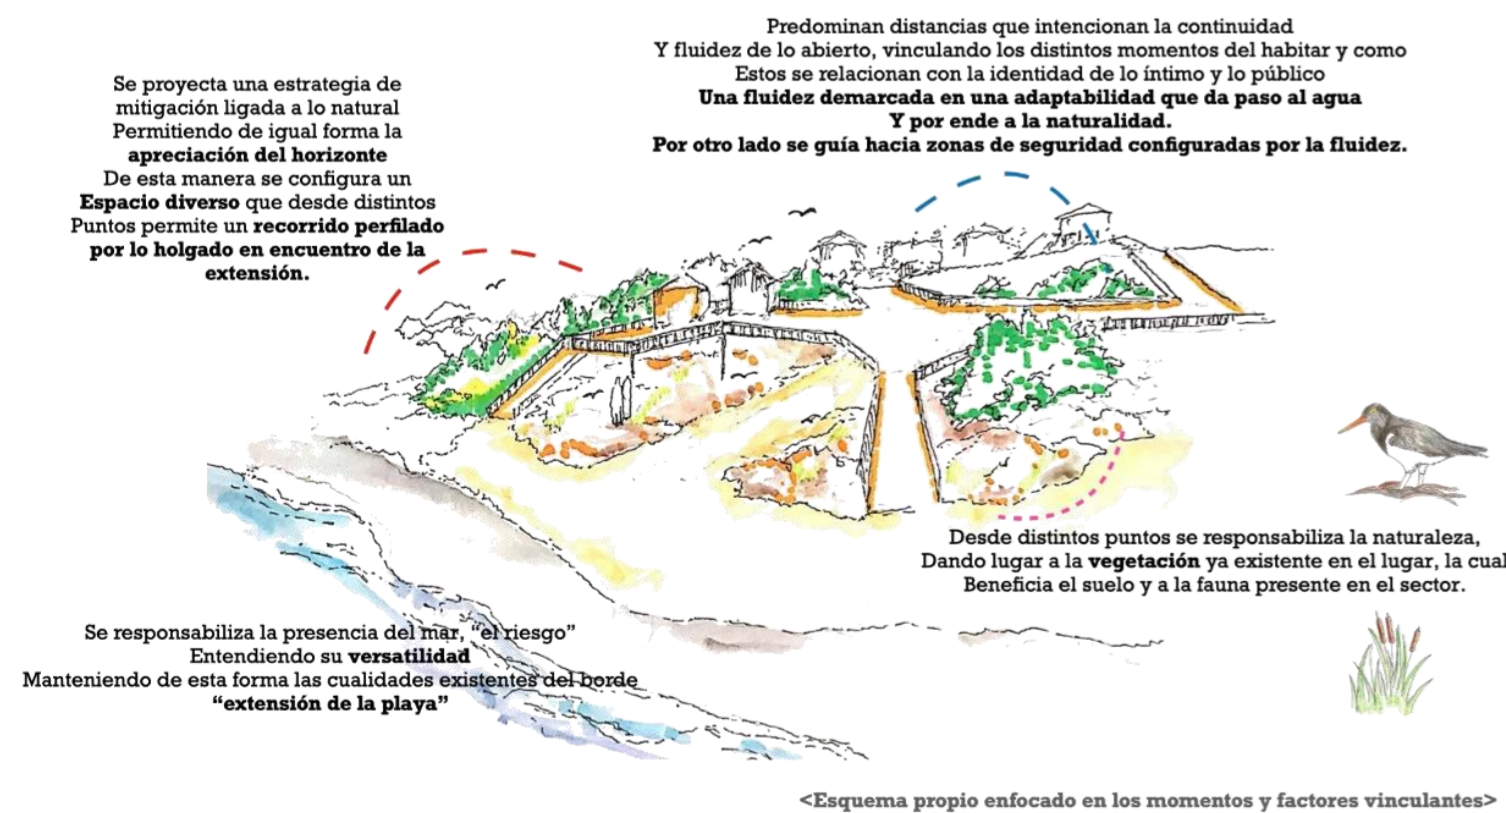 Se proyecta una estrategia de
mitigación ligada a lo natural
Permitiendo de igual forma la
apreciación del horizonte
De esta manera se configura un
Espacio diverso que desde distintos
Puntos permite un recorrido perfilado
por lo holgado en encuentro de la
extensión.
Predominan distancias que intencionan la continuidad
Y fluidez de lo abierto, vinculando los distintos momentos del habitar y como
Estos se relacionan con la identidad de lo íntimo y lo público
Una fluidez demarcada en una adaptabilidad que da paso al agua
Y por ende a la naturalidad.
Por otro lado se guía hacia zonas de seguridad configuradas por la fluidez.
Desde distintos puntos se responsabiliza la naturaleza,
Dando lugar a la vegetación ya existente en el lugar, la cual
Beneficia el suelo y a la fauna presente en el sector.
Se responsabiliza la presencia del mar, “el riesgo”
Entendiendo su versatilidad
Manteniendo de esta forma las cualidades existentes del borde
“extensión de la playa”
<Esquema propio enfocado en los momentos y factores vinculantes>